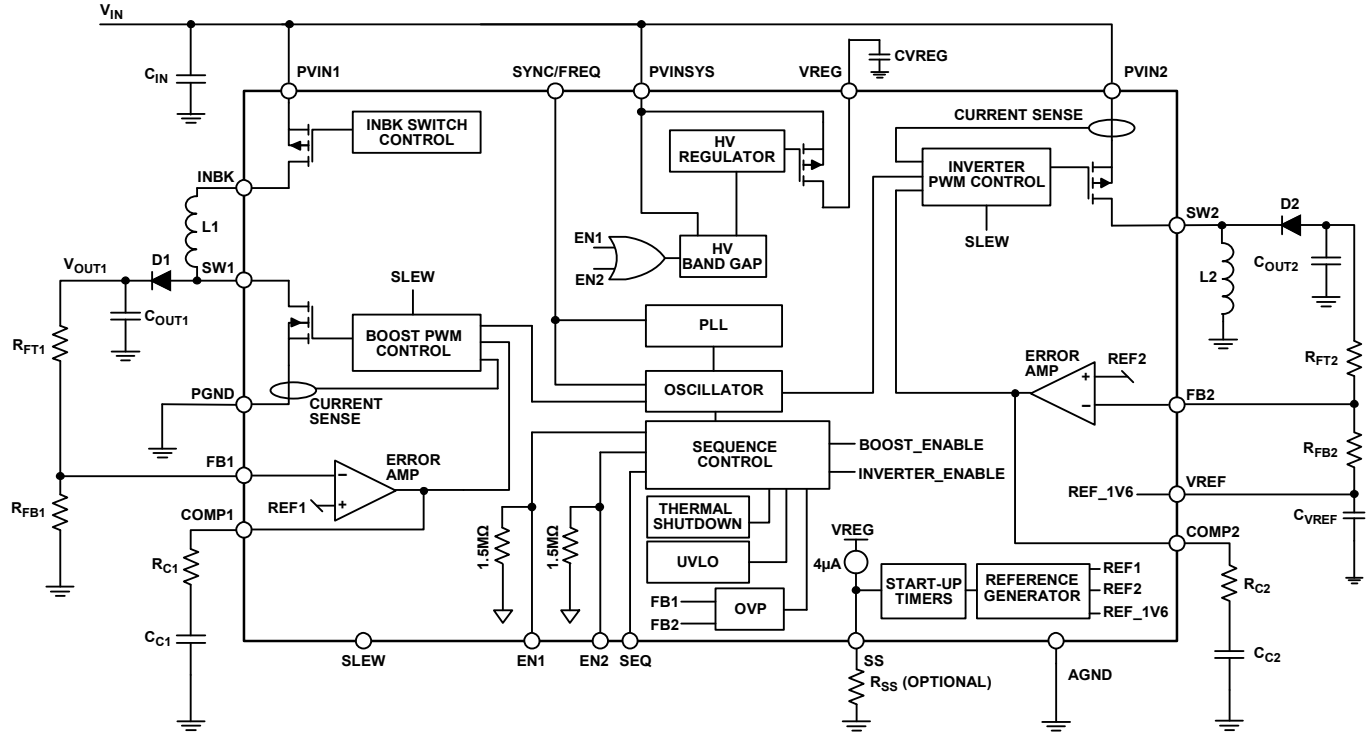 VIN
CIN
PVIN1
SYNC/FREQ
PVINSYS
VREG
CVREG
PVIN2
INBK SWITCH
CONTROL
HV
REGULATOR
CURRENT SENSE
INVERTER
PWM CONTROL
INBK
L1
EN1
EN2
HV
BAND GAP
SLEW
SW2
D2
L2
COUT2
VOUT1
D1
SW1
COUT1
SLEW
BOOST PWM
CONTROL
PLL
OSCILLATOR
RFT1
PGND
CURRENT
SENSE
ERROR
AMP
REF2
+
−
RFT2
FB2
RFB2
SEQUENCE
CONTROL
BOOST_ENABLE
INVERTER_ENABLE
FB1
−
+
ERROR
AMP
REF1
RFB1
COMP1
RC1
CC1
1.5MΩ
1.5MΩ
THERMAL
SHUTDOWN
UVLO
FB1
FB2
OVP
VREG
4µA
START-UP
TIMERS
REFERENCE
GENERATOR
REF1
REF2
REF_1V6
REF_1V6
VREF
CVREF
COMP2
RC2
CC2
SLEW
EN1
EN2
SEQ
SS
RSS (OPTIONAL)
AGND